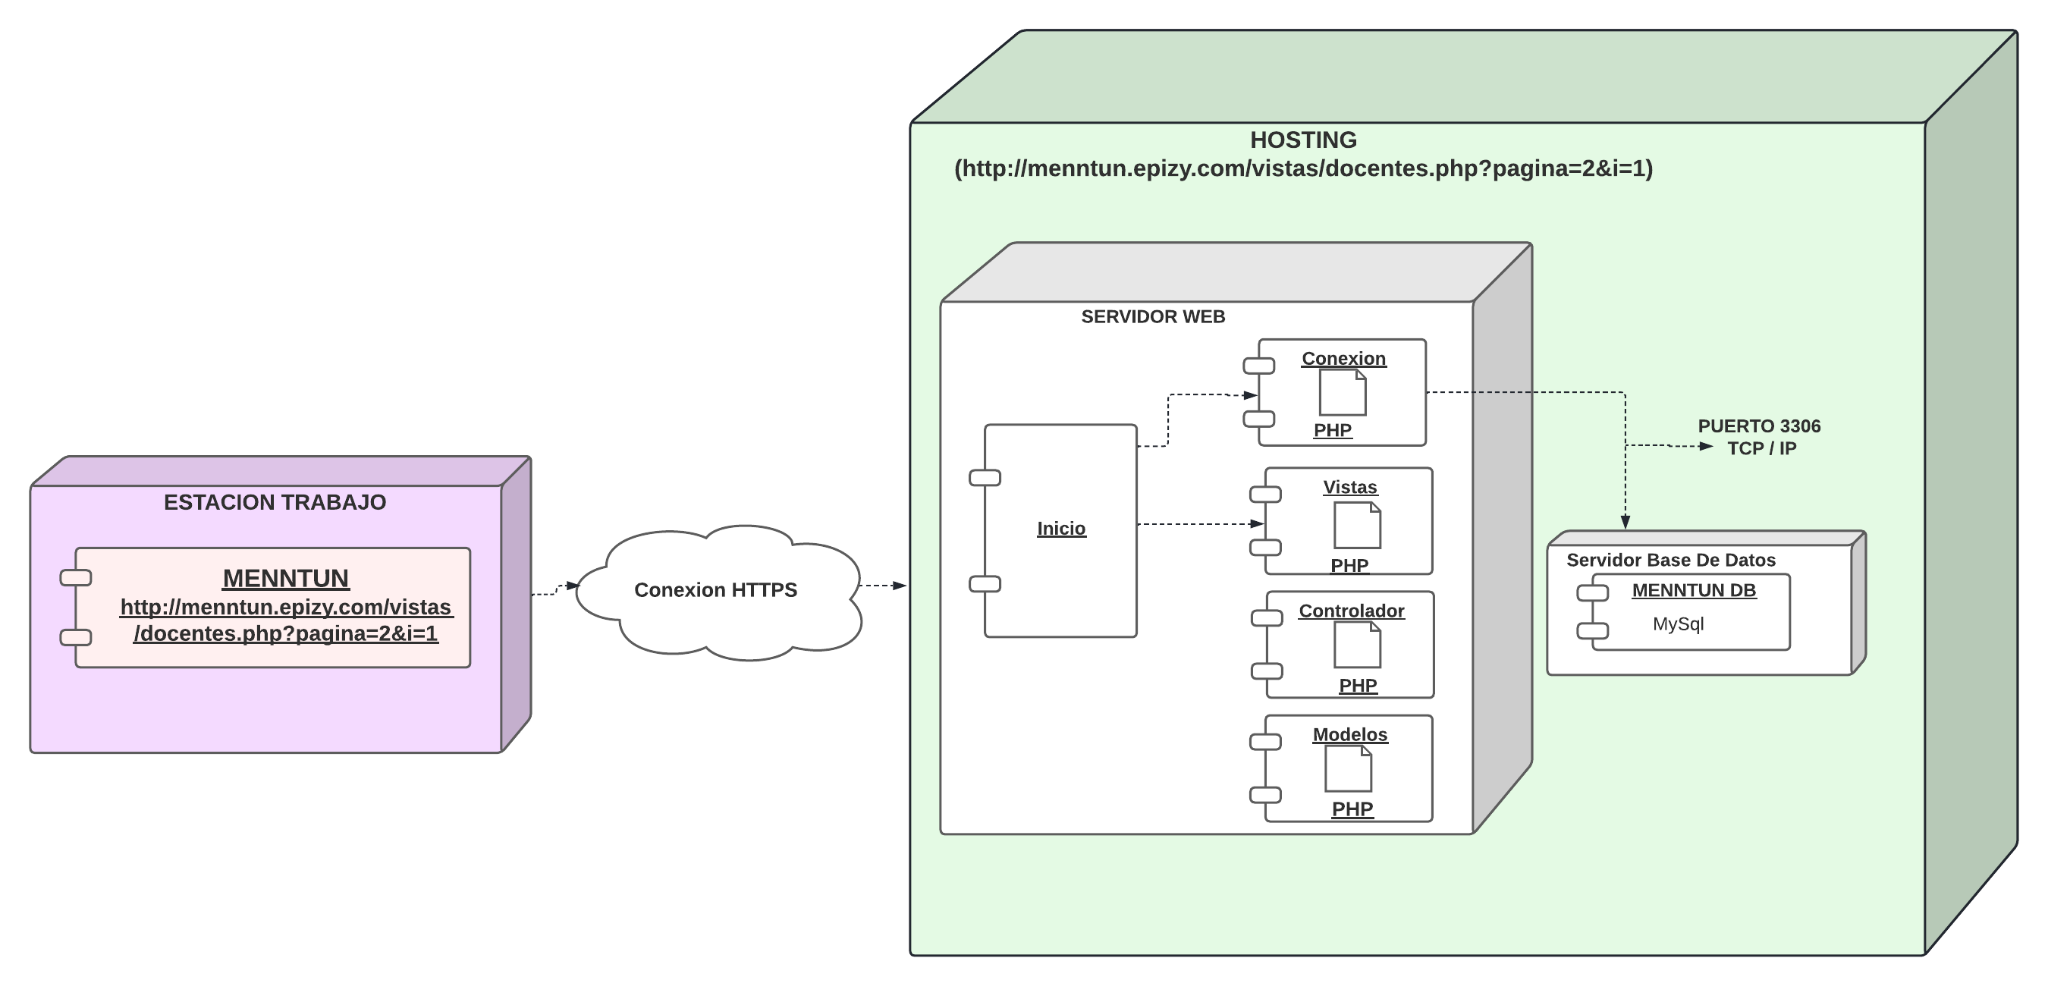 HOSTING
(http://menntun.epizy.com/vistas/docentes.php?pagina=2&i=1)
SERVIDOR WEB
Conexion
PHP
PUERTO 3306
TCP / IP
Vistas
PHP
Inicio
ESTACION TRABAJO
MENNTUN
http://menntun.epizy.com/vistas
/docentes.php?pagina=2&i=1
Conexion HTTPS
Servidor Base De Datos
MENNTUN DB
MySql
Controlador
PHP
Modelos
PHP